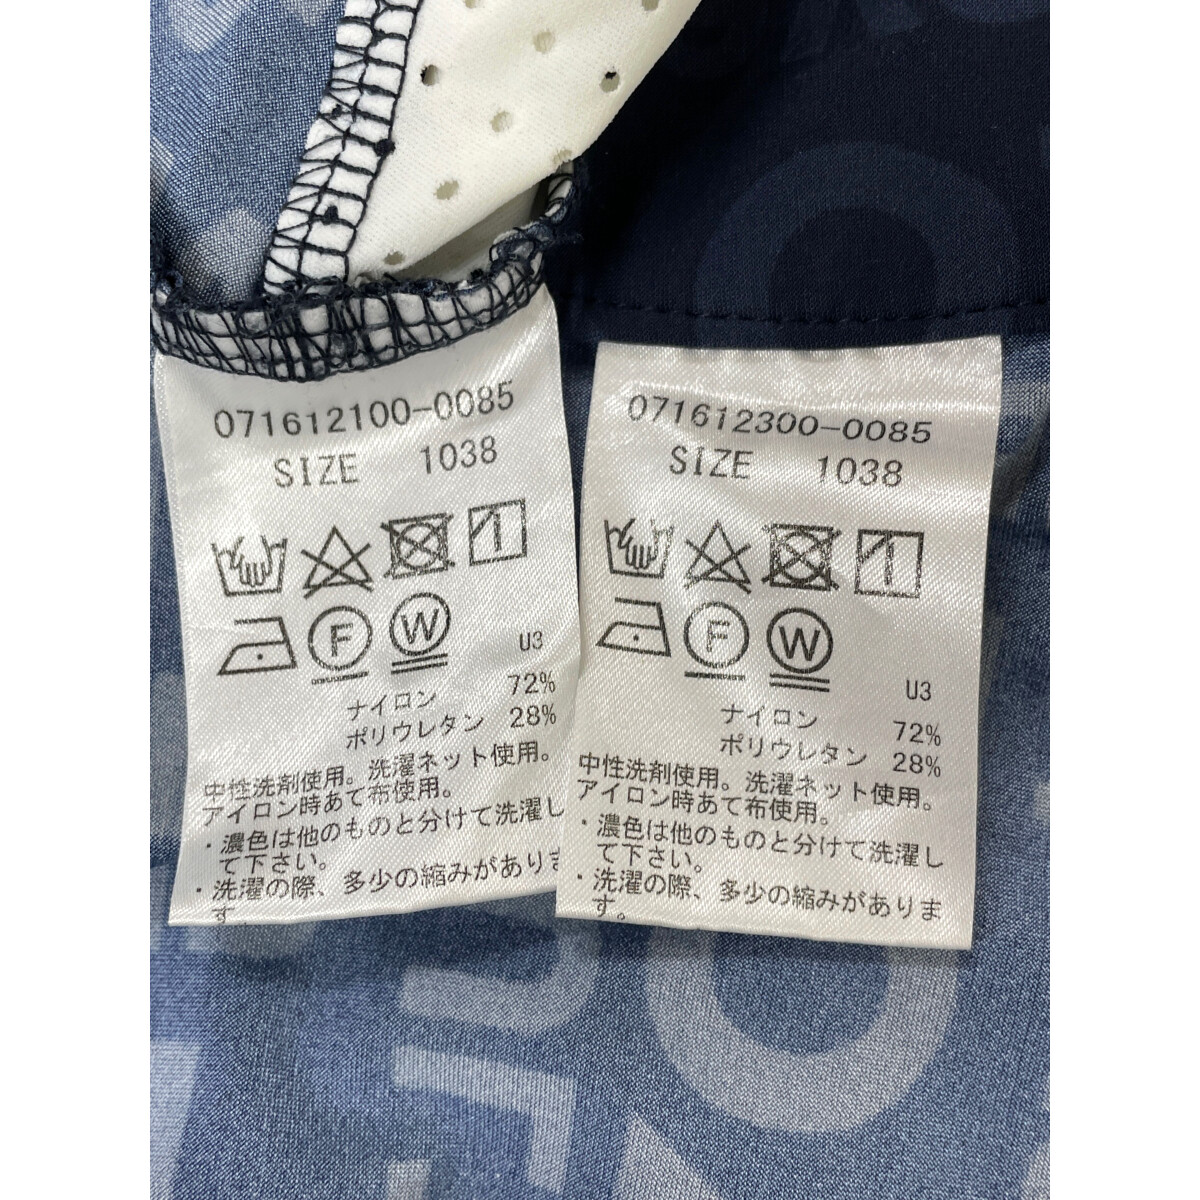 071612100-0085
SIZE 1038
F W
U3
ナイロン 72%
ポリウレタン 28%
中性洗剤使用。洗濯ネット使用。
アイロン時あて布使用。
・濃色は他のものと分けて洗濯し
て下さい。
・洗濯の際、多少の縮みがありま
す。
071612300-0085
SIZE 1038
F W
U3
ナイロン 72%
ポリウレタン 28%
中性洗剤使用。洗濯ネット使用。
アイロン時あて布使用。
・濃色は他のものと分けて洗濯し
て下さい。
・洗濯の際、多少の縮みがありま
す。